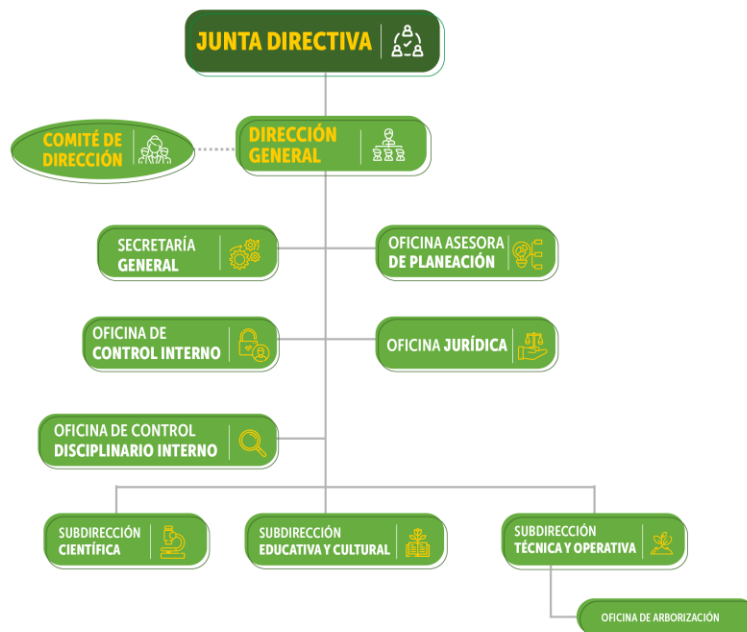 JUNTA DIRECTIVA
COMITÉ DE
DIRECCIÓN
DIRECCIÓN
GENERAL
SECRETARÍA
GENERAL
OFICINA ASESORA
DE PLANEACIÓN
OFICINA DE
CONTROL INTERNO
OFICINA JURÍDICA
OFICINA DE CONTROL
DISCIPLINARIO INTERNO
SUBDIRECCIÓN
CIENTÍFICA
SUBDIRECCIÓN
EDUCATIVA Y CULTURAL
SUBDIRECCIÓN
TÉCNICA Y OPERATIVA
OFICINA DE ARBORIZACIÓN